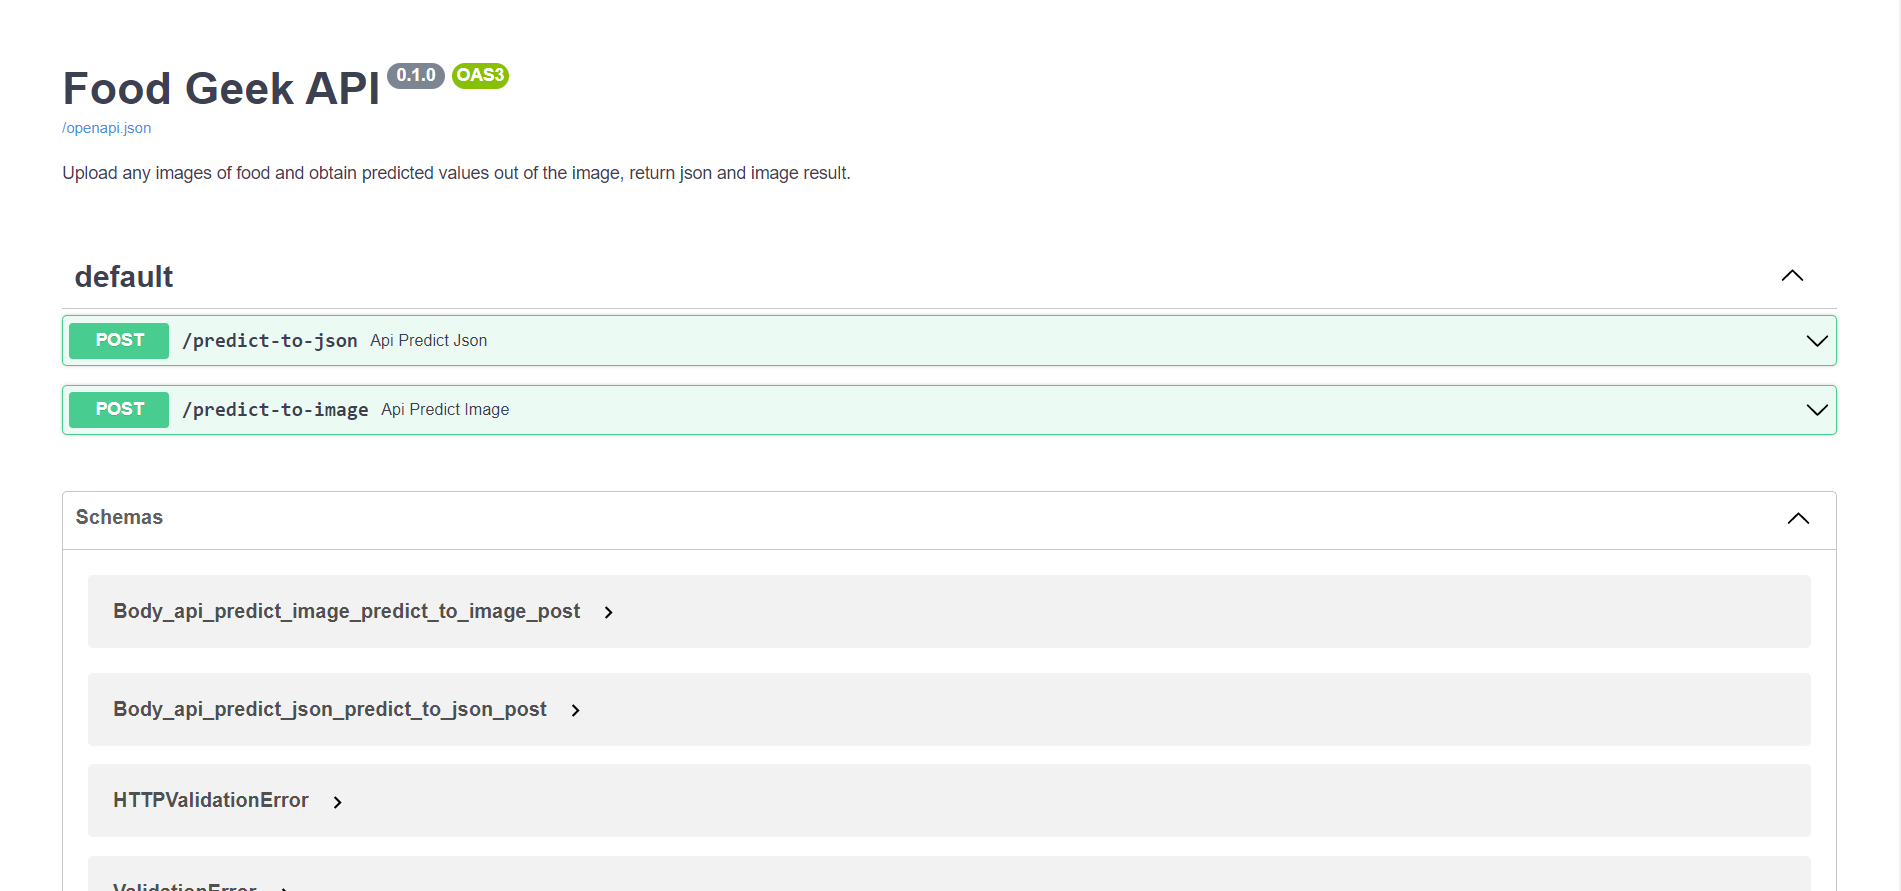 Food Geek API 0.1.0 OAS3
/openapi.json
Upload any images of food and obtain predicted values out of the image, return json and image result.
default
POST /predict-to-json Api Predict Json
POST /predict-to-image Api Predict Image
Schemas
Body_api_predict_image_predict_to_image_post
Body_api_predict_json_predict_to_json_post
HTTPValidationError
ValidationError